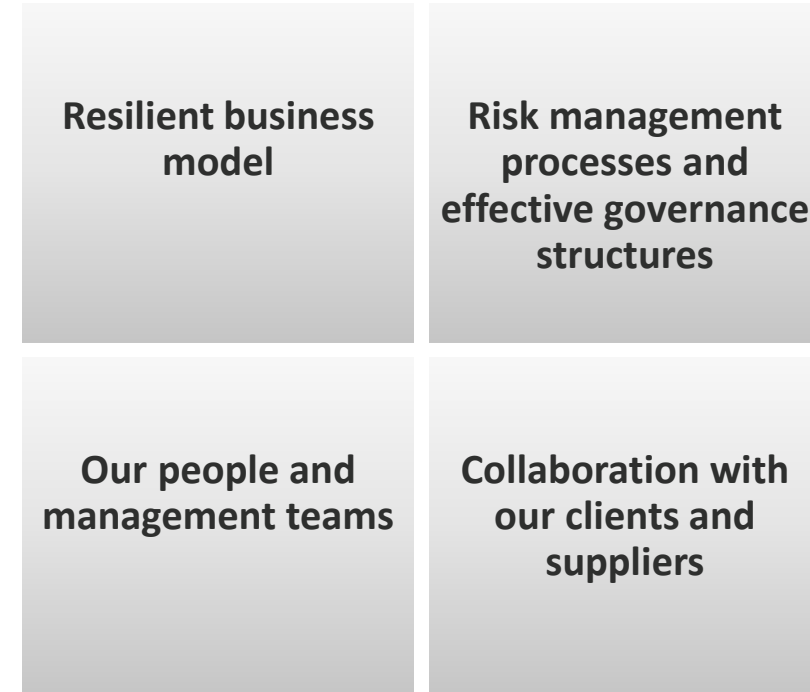 Resilient business
model
Risk management
processes and
effective governance
structures
Our people and
management teams
Collaboration with
our clients and
suppliers